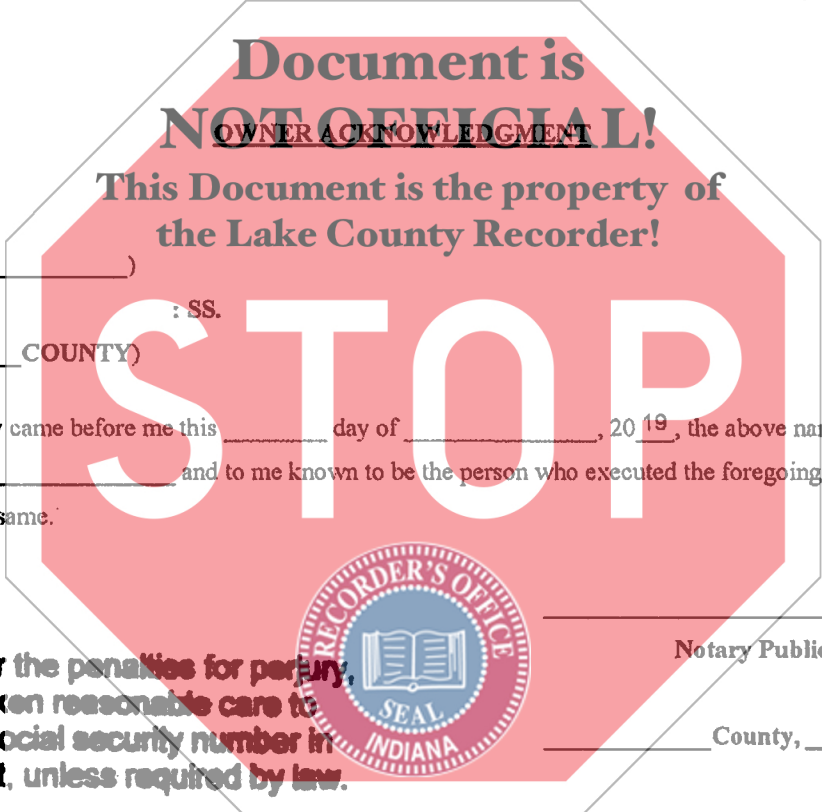 Document is
NOT OFFICIAL!
OWNER ACKNOWLEDGMENT
This Document is the property of
the Lake County Recorder!
)
: SS.
COUNTY)
STOP
came before me this ______ day of ______, 20 19, the above
and to me known to be the person who executed the foregoing
same.
RECORDER'S OFFICE
SEAL
INDIANA
Notary Public
the penalties for perjury,
reasonable care to
social security number in
, unless required by law.
County,